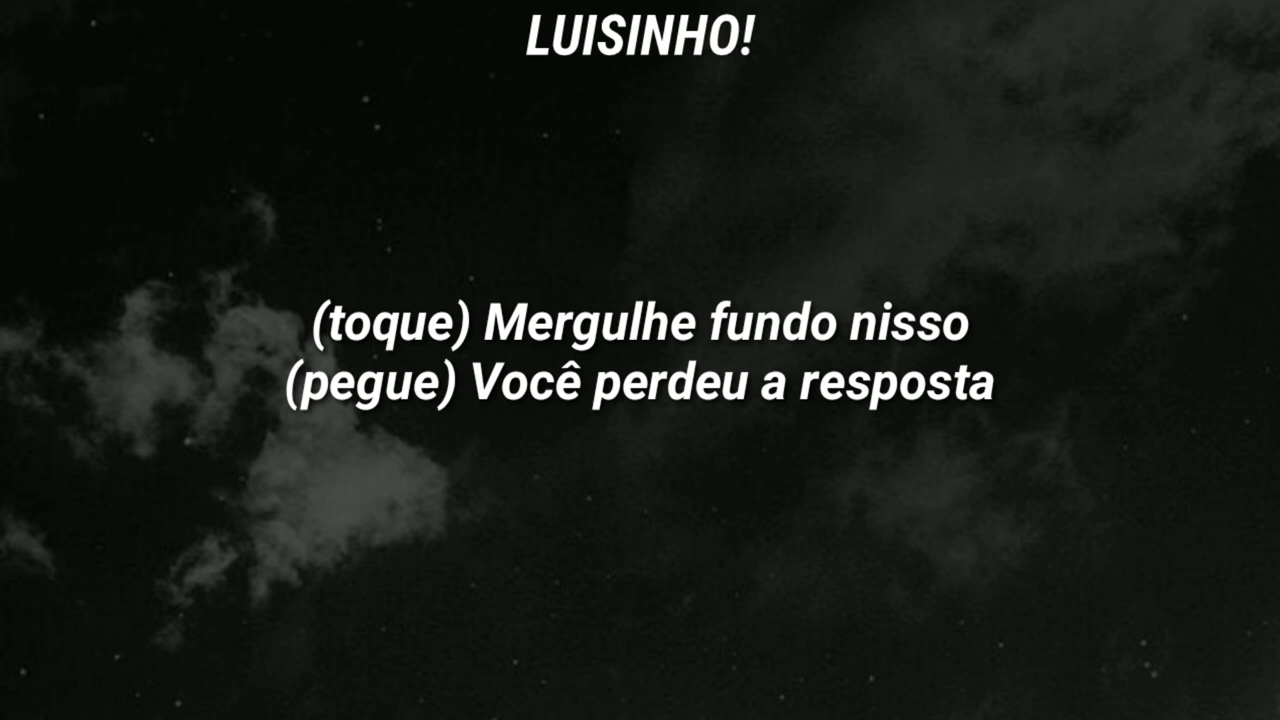 LUISINHO!
(toque) Mergulhe fundo nisso
(pegue) Você perdeu a resposta